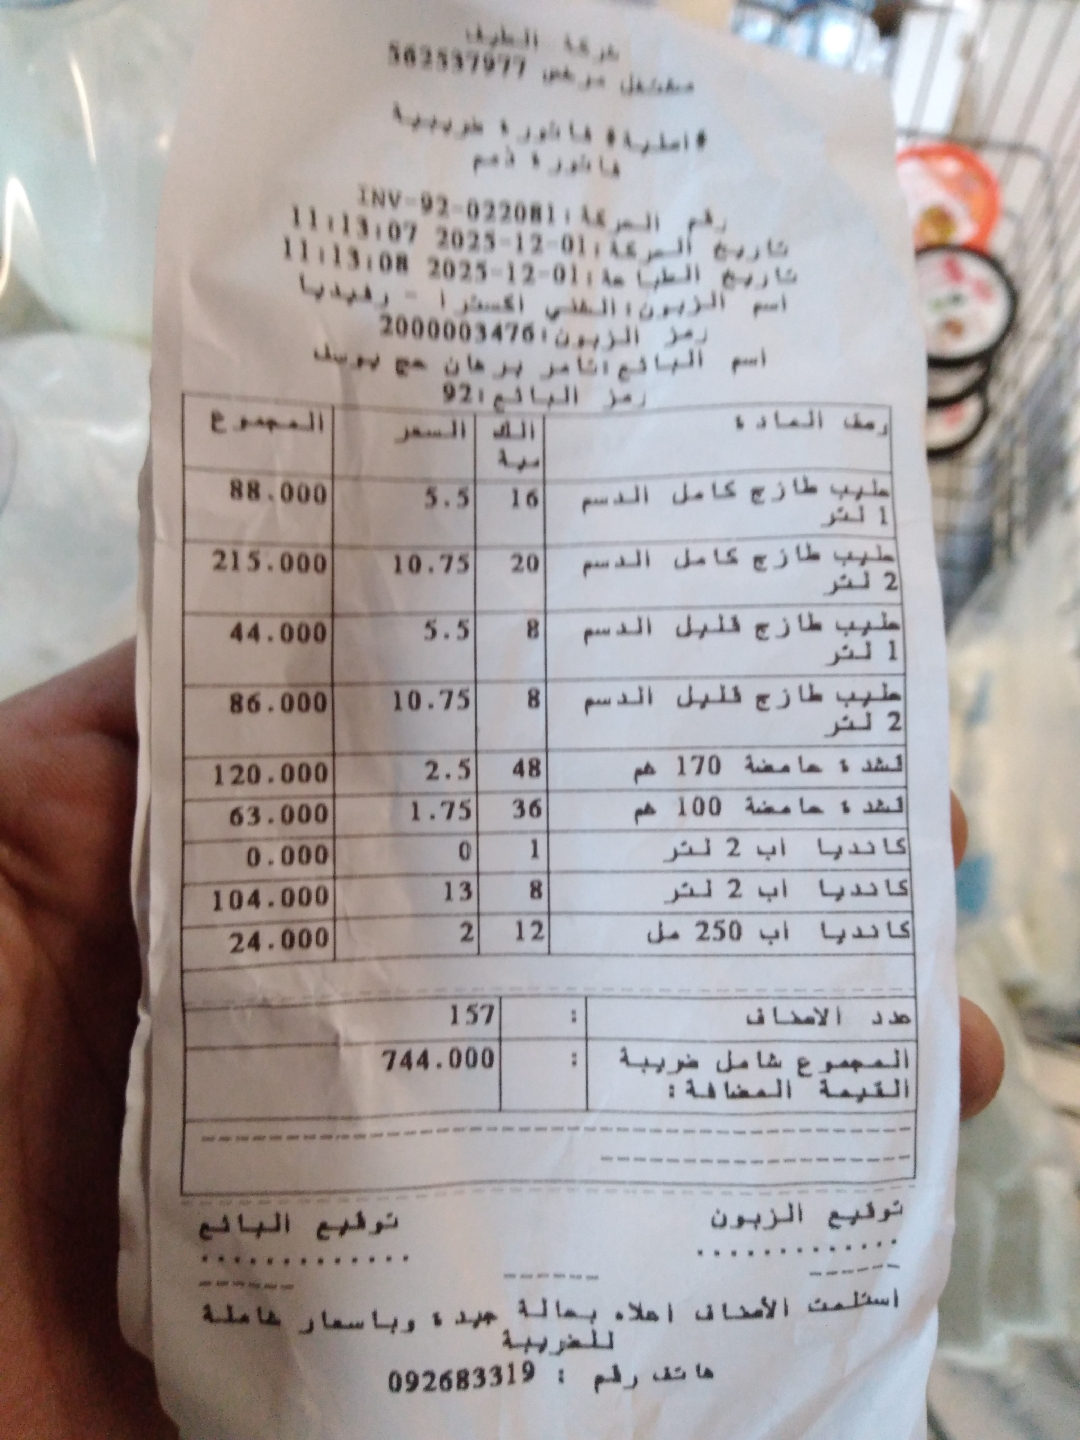 شركة الطيف
مشتغل مرخص 562537977
#أصلية# فاتورة ضريبية
فاتورة ذمم
رقم الحركة: INV-92-022081
تاريخ الحركة: 2025-12-01 11:13:07
تاريخ الطباعة: 2025-12-01 11:13:08
اسم الزبون: الفني اكسترا - رفيديا
رمز الزبون: 2000003476
اسم البائع: تامر برهان حج يوسف
رمز البائع: 92
وصف المادة الكمية السعر المجموع
حليب طازج كامل الدسم 1 لتر 16 5.5 88.000
حليب طازج كامل الدسم 2 لتر 20 10.75 215.000
حليب طازج قليل الدسم 1 لتر 8 5.5 44.000
حليب طازج قليل الدسم 2 لتر 8 10.75 86.000
قشدة حامضة 170 غم 48 2.5 120.000
قشدة حامضة 100 غم 36 1.75 63.000
كانديا اب 2 لتر 1 0 0.000
كانديا اب 2 لتر 8 13 104.000
كانديا اب 250 مل 12 2 24.000
عدد الاصناف : 157
المجموع شامل ضريبة القيمة المضافة: : 744.000
توقيع الزبون توقيع البائع
استلمت الأصناف اعلاه بحالة جيدة وباسعار شاملة
للضريبة
هاتف رقم : 092683319